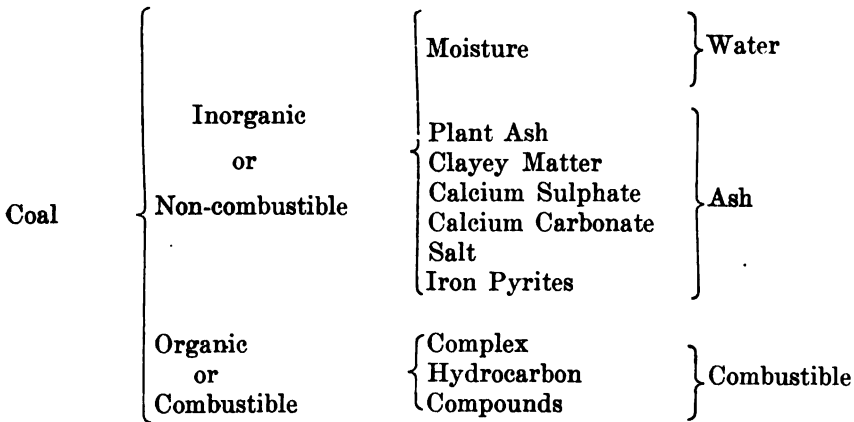 Moisture
Water
Inorganic
or
Non-combustible
Plant Ash
Clayey Matter
Calcium Sulphate
Calcium Carbonate
Salt
Iron Pyrites
Ash
Coal
Organic
or
Combustible
Complex
Hydrocarbon
Compounds
Combustible